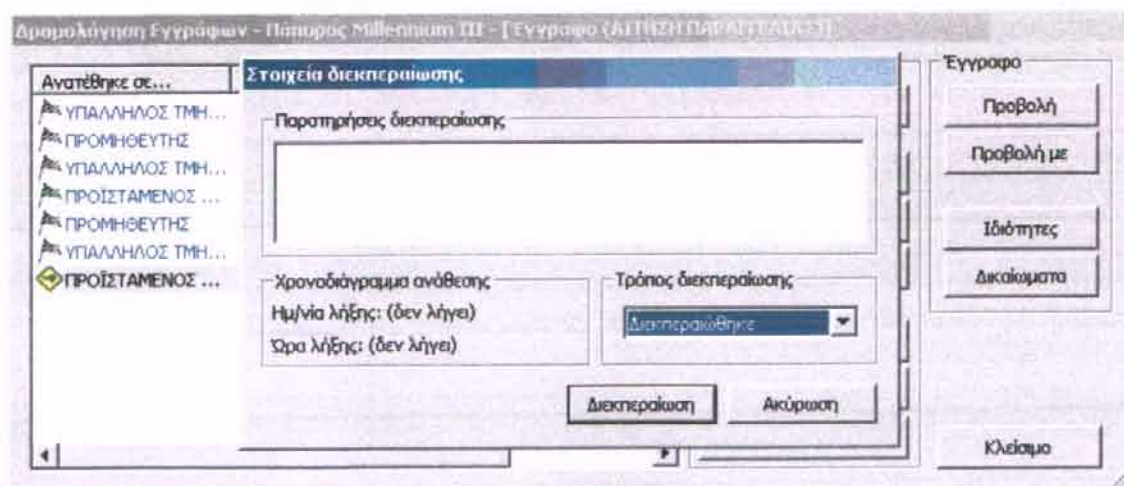 Δρομολόγηση Εγγράφων - Πάπυρος Millennium III - [Έγγραφο (ΑΙΤΗΣΗ ΠΑΡΑΓΓΕΛΙΑΣ)]
Ανατέθηκε σε...
ΥΠΑΛΛΗΛΟΣ ΤΜΗ...
ΠΡΟΜΗΘΕΥΤΗΣ
ΥΠΑΛΛΗΛΟΣ ΤΜΗ...
ΠΡΟΪΣΤΑΜΕΝΟΣ ...
ΠΡΟΜΗΘΕΥΤΗΣ
ΥΠΑΛΛΗΛΟΣ ΤΜΗ...
ΠΡΟΪΣΤΑΜΕΝΟΣ ...
Στοιχεία διεκπεραίωσης
Παρατηρήσεις διεκπεραίωσης
Χρονοδιάγραμμα ανάθεσης
Ημ/νία λήξης: (δεν λήγει)
Ώρα λήξης: (δεν λήγει)
Τρόπος διεκπεραίωσης
Διεκπεραιώθηκε
Διεκπεραίωση
Ακύρωση
Έγγραφο
Προβολή
Προβολή με
Ιδιότητες
Δικαίωματα
Κλείσιμο